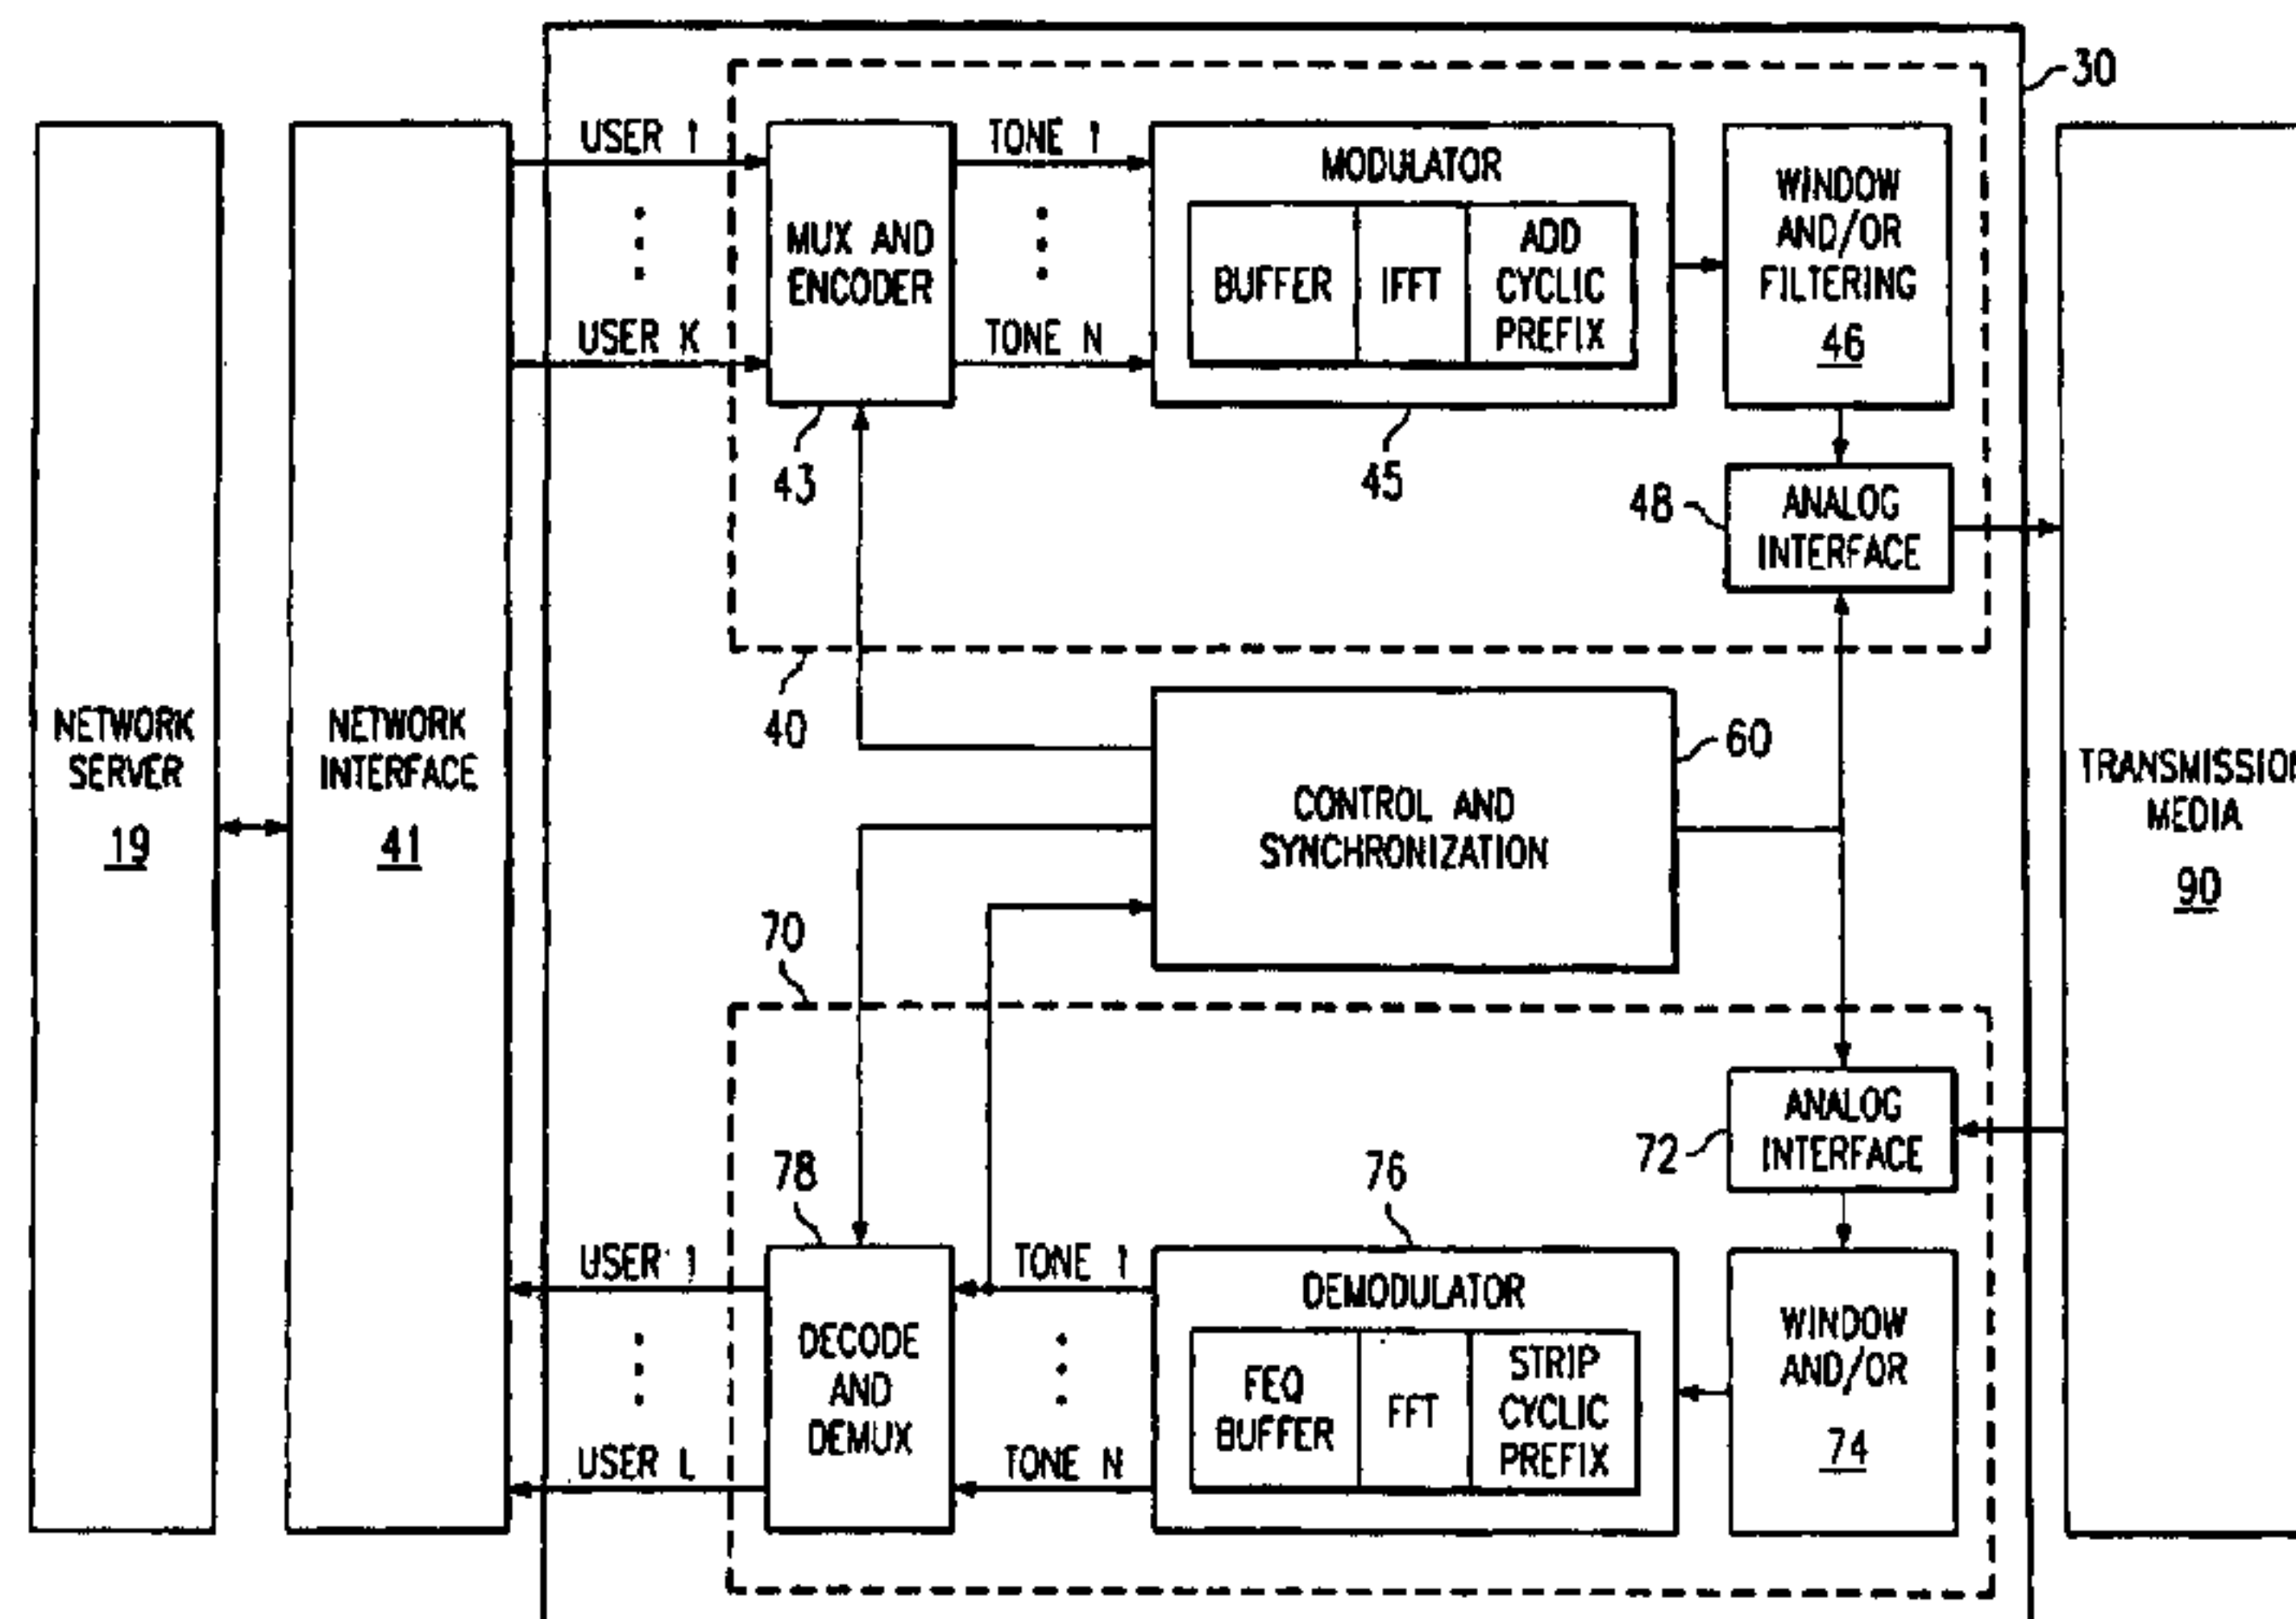 30
USER 1
TONE 1
MODULATOR
WINDOW
AND/OR
FILTERING
46
MUX AND
ENCODER
BUFFER
IFFT
ADD
CYCLIC
PREFIX
USER K
TONE N
43
45
48
ANALOG
INTERFACE
40
60
NETWORK
SERVER
19
NETWORK
INTERFACE
41
CONTROL AND
SYNCHRONIZATION
TRANSMISSION
MEDIA
90
70
72
ANALOG
INTERFACE
78
76
USER 1
TONE 1
DEMODULATOR
WINDOW
AND/OR
74
DECODE
AND
DEMUX
FEQ
BUFFER
FFT
STRIP
CYCLIC
PREFIX
USER L
TONE N